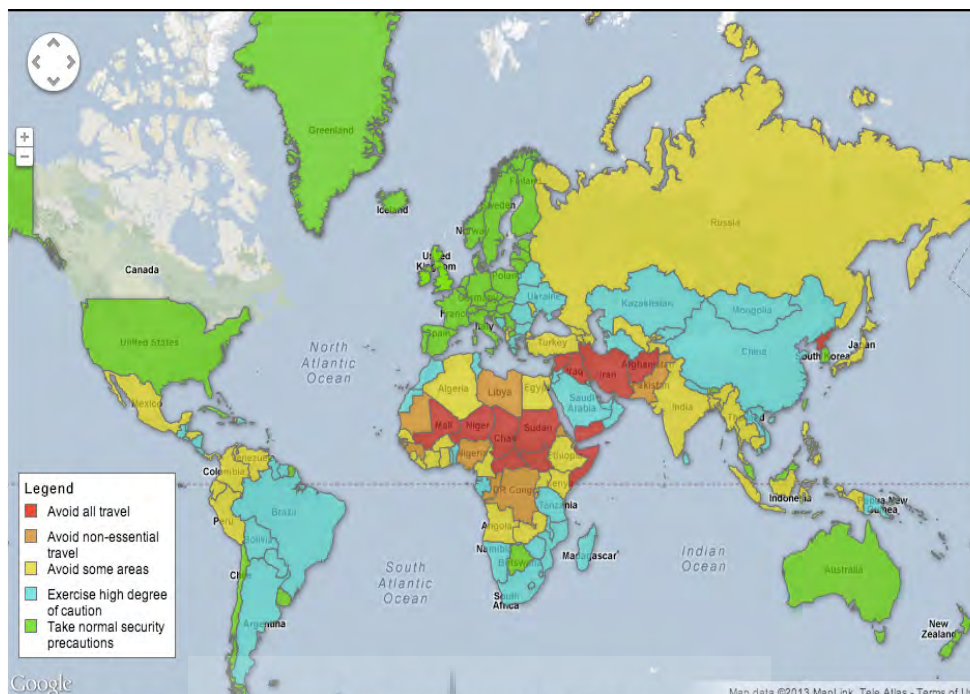 +
−
Greenland
Iceland
Finland
Sweden
Norway
Russia
Canada
United
Kingdom
Poland
Germany
Ukraine
France
Kazakhstan
Mongolia
Spain
Italy
United States
North
Atlantic
Ocean
Turkey
China
South Korea
Japan
Iraq
Iran
Afghanistan
Pakistan
Algeria
Libya
Egypt
Saudi
Arabia
India
Mexico
Mali
Niger
Chad
Sudan
Nigeria
Ethiopia
Venezuela
Colombia
DR Congo
Kenya
Indonesia
Papua New
Guinea
Peru
Brazil
Tanzania
Angola
Bolivia
Namibia
Madagascar
Indian
Ocean
Botswana
Chile
South
Atlantic
Ocean
South
Africa
Australia
Argentina
New
Zealand
Legend
Avoid all travel
Avoid non-essential
travel
Avoid some areas
Exercise high degree
of caution
Take normal security
precautions
Google
Map data ©2013 MapLink, Tele Atlas - Terms of